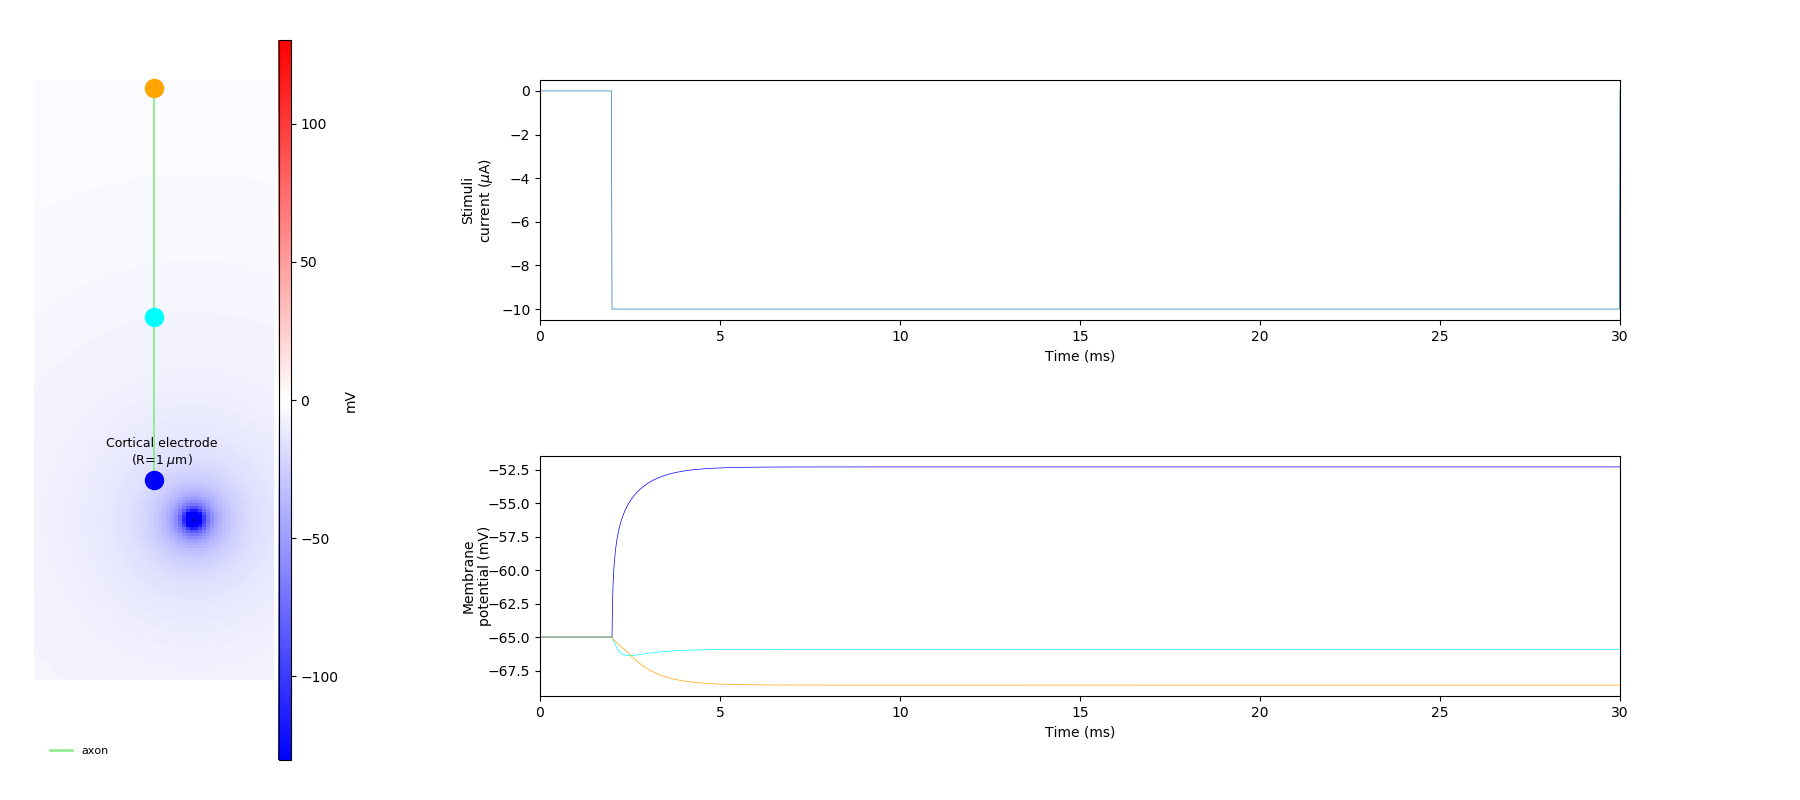 Cortical electrode
(R=1 μm)
axon
100
50
0
−50
−100
mV
Stimuli
current (μA)
0
−2
−4
−6
−8
−10
0 5 10 15 20 25 30
Time (ms)
Membrane
potential (mV)
−52.5
−55.0
−57.5
−60.0
−62.5
−65.0
−67.5
0 5 10 15 20 25 30
Time (ms)